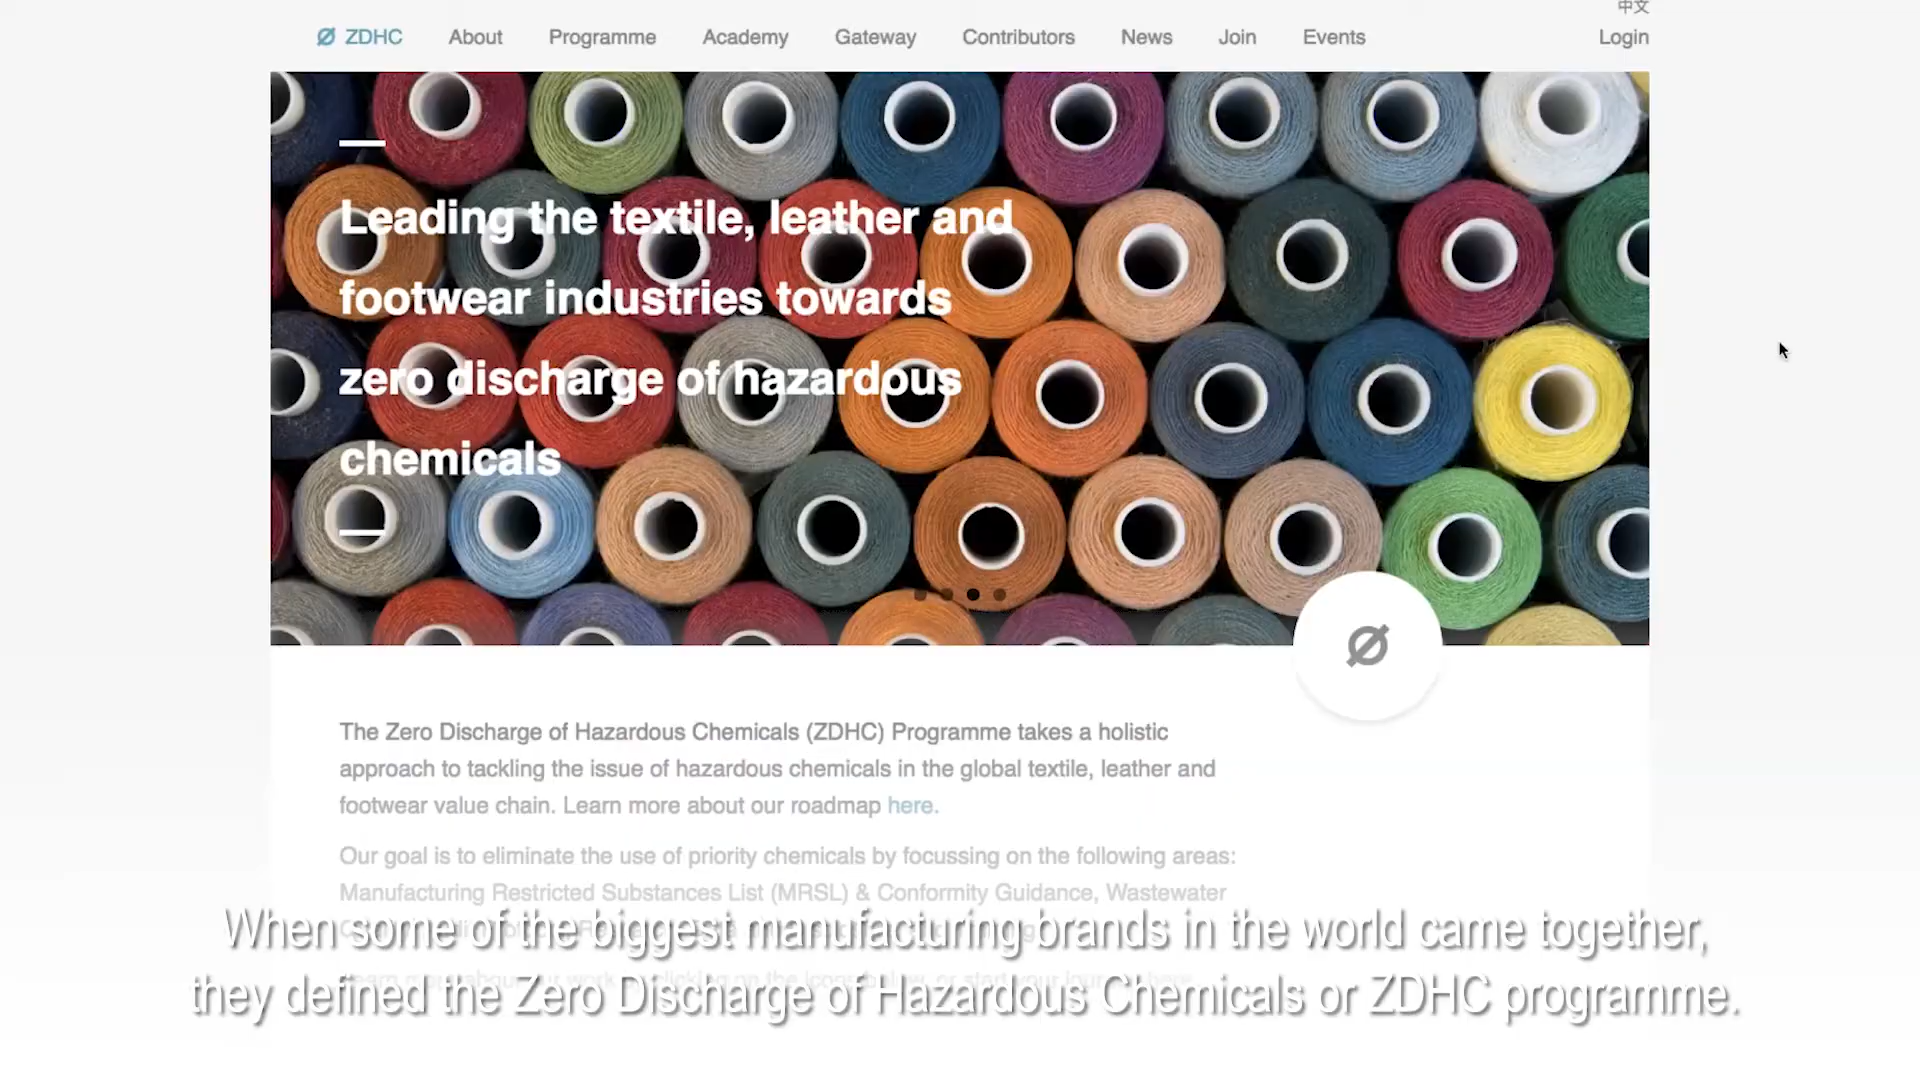 中文
ZDHC About Programme Academy Gateway Contributors News Join Events Login
Leading the textile, leather and
footwear industries towards
zero discharge of hazardous
chemicals
The Zero Discharge of Hazardous Chemicals (ZDHC) Programme takes a holistic
approach to tackling the issue of hazardous chemicals in the global textile, leather and
footwear value chain. Learn more about our roadmap here.
Our goal is to eliminate the use of priority chemicals by focussing on the following areas:
Manufacturing Restricted Substances List (MRSL) & Conformity Guidance, Wastewater
When some of the biggest manufacturing brands in the world came together,
they defined the Zero Discharge of Hazardous Chemicals or ZDHC programme.